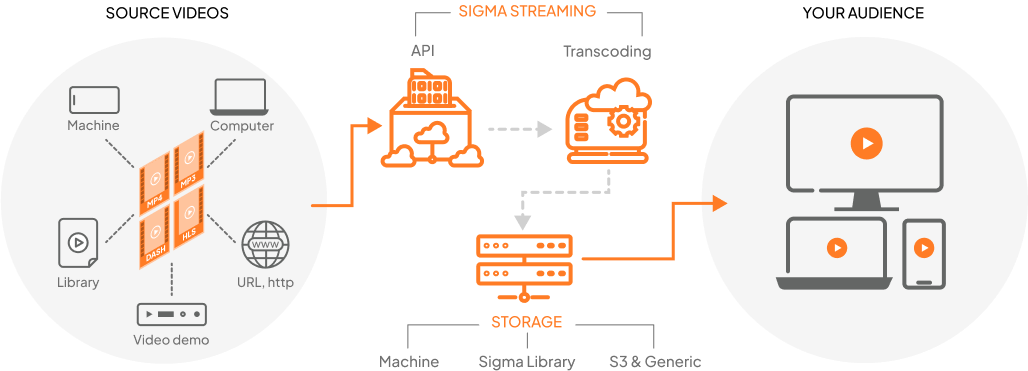 SOURCE VIDEOS
SIGMA STREAMING
YOUR AUDIENCE
API
Transcoding
Machine
Computer
MP4
MP3
DASH
HLS
Library
WWW
URL, http
Video demo
STORAGE
Machine
Sigma Library
S3 & Generic